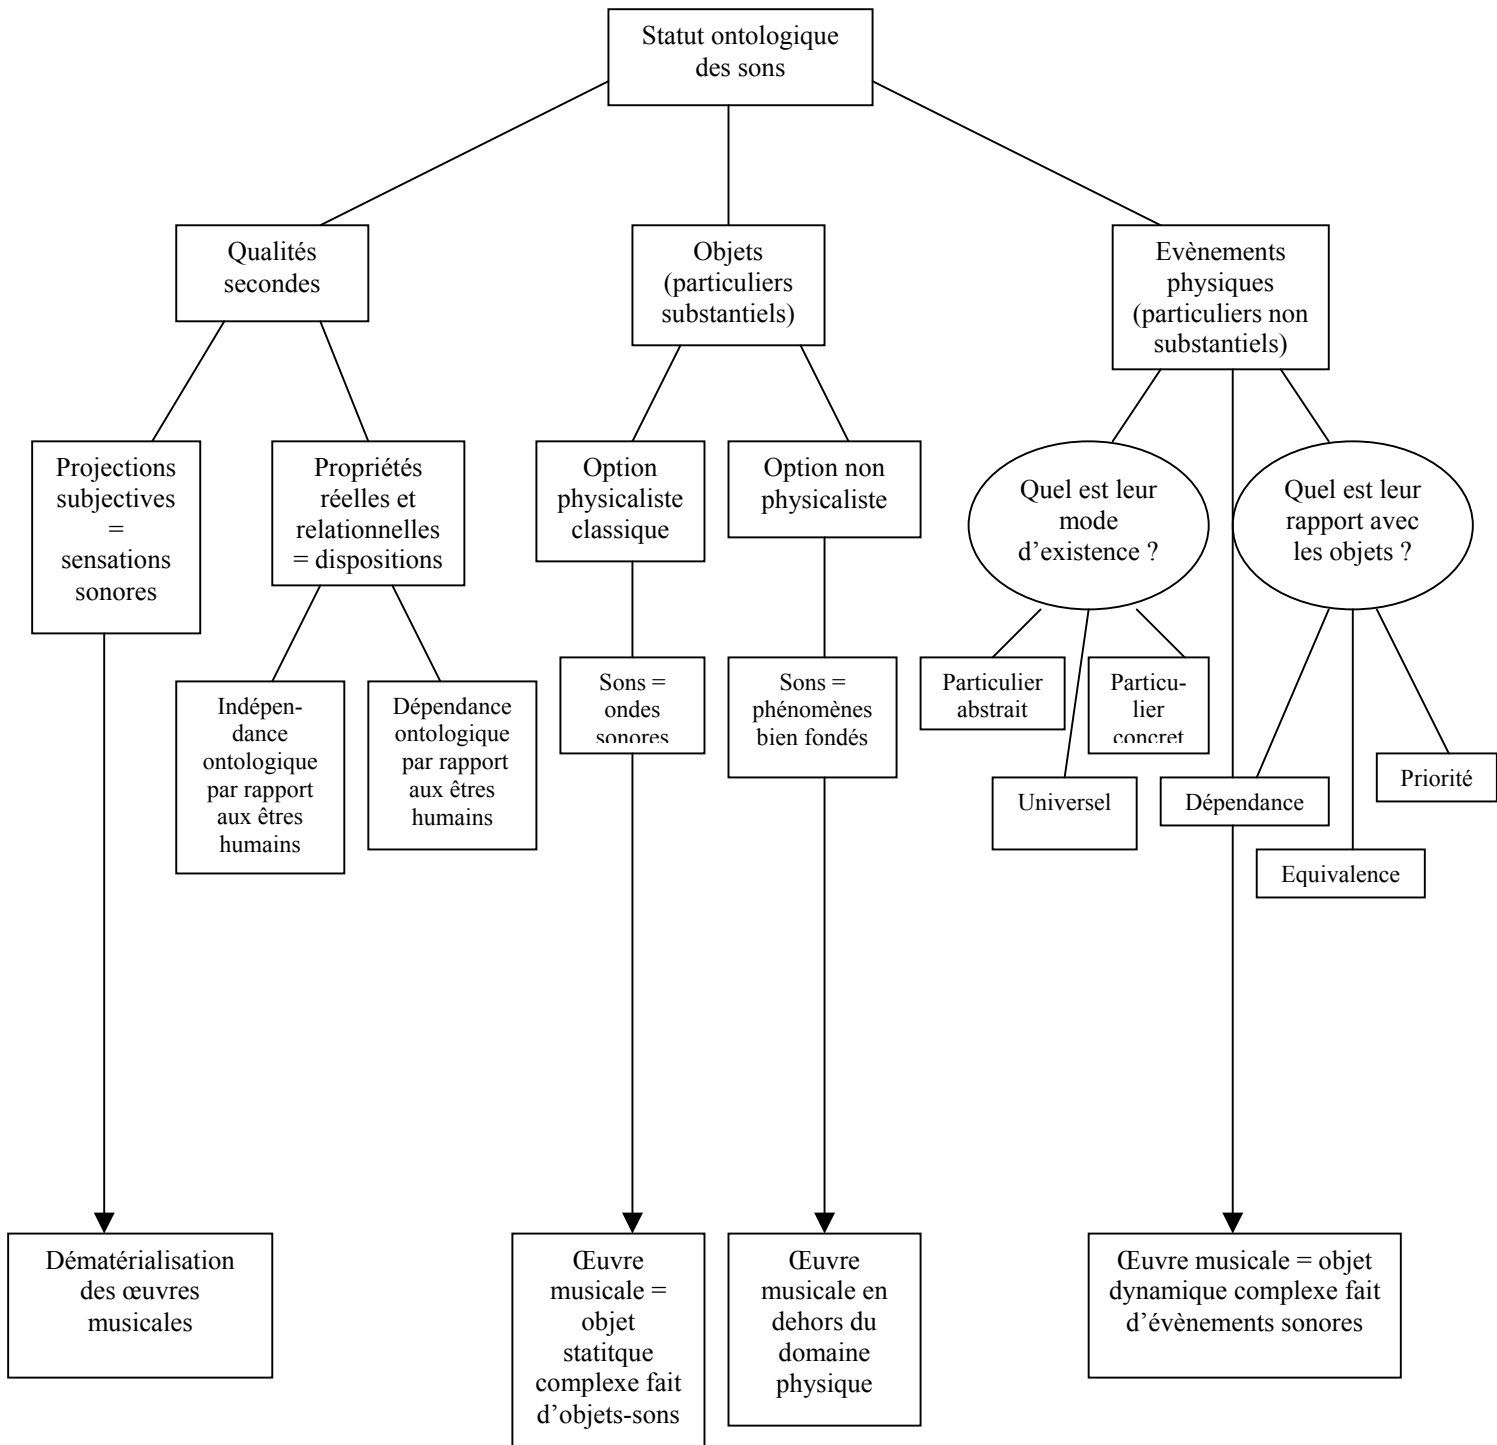 Statut ontologique
des sons
Qualités
secondes
Objets
(particuliers
substantiels)
Evènements
physiques
(particuliers non
substantiels)
Projections
subjectives
=
sensations
sonores
Propriétés
réelles et
relationnelles
= dispositions
Option
physicaliste
classique
Option non
physicaliste
Quel est leur
mode
d’existence ?
Quel est leur
rapport avec
les objets ?
Indépen-
dance
ontologique
par rapport
aux êtres
humains
Dépendance
ontologique
par rapport
aux êtres
humains
Sons =
ondes
sonores
Sons =
phénomènes
bien fondés
Particulier
abstrait
Particu-
lier
concret
Universel
Dépendance
Priorité
Equivalence
Dématérialisation
des œuvres
musicales
Œuvre
musicale =
objet
statitque
complexe fait
d’objets-sons
Œuvre
musicale en
dehors du
domaine
physique
Œuvre musicale = objet
dynamique complexe fait
d’évènements sonores